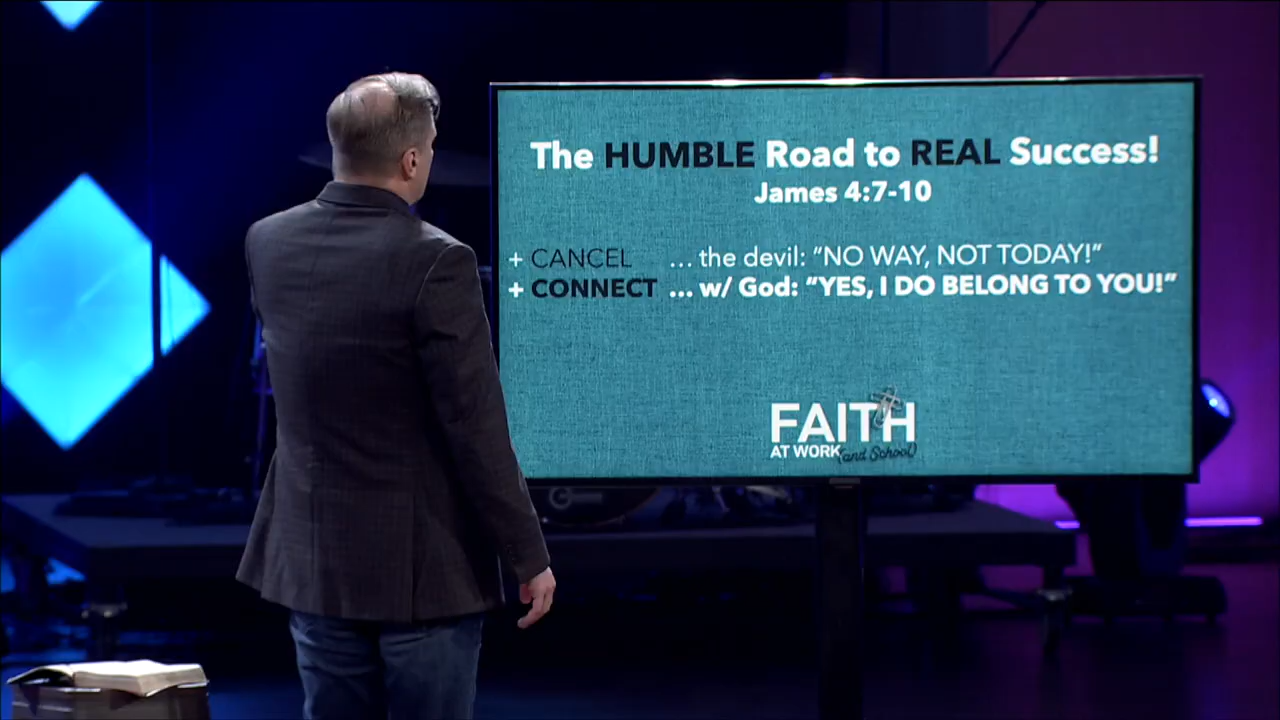 The HUMBLE Road to REAL Success!
James 4:7-10
+ CANCEL ... the devil: “NO WAY, NOT TODAY!”
+ CONNECT ... w/ God: “YES, I DO BELONG TO YOU!”
FAITH
AT WORK (and School)